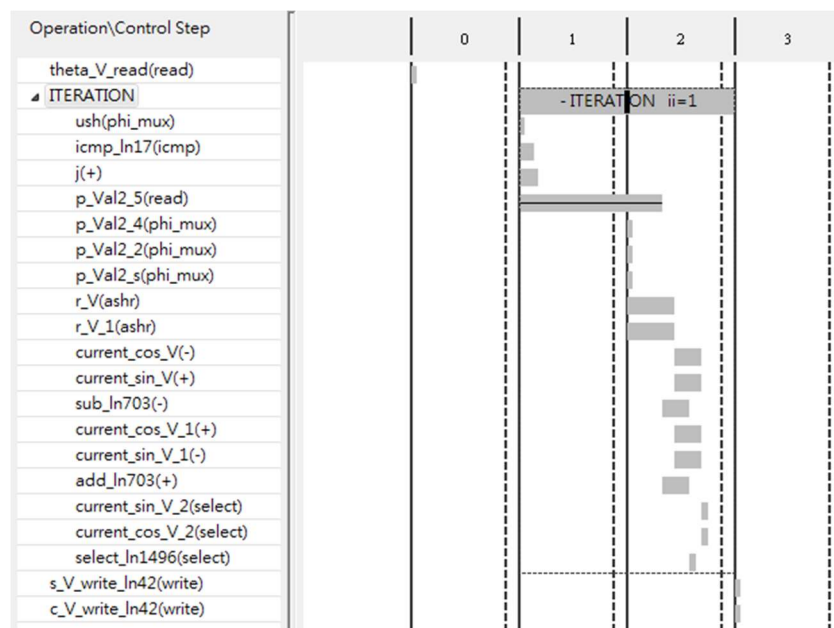 Operation\Control Step
0 1 2 3
theta_V_read(read)
ITERATION
- ITERATION ii=1
ush(phi_mux)
icmp_ln17(icmp)
j(+)
p_Val2_5(read)
p_Val2_4(phi_mux)
p_Val2_2(phi_mux)
p_Val2_s(phi_mux)
r_V(ashr)
r_V_1(ashr)
current_cos_V(-)
current_sin_V(+)
sub_ln703(-)
current_cos_V_1(+)
current_sin_V_1(-)
add_ln703(+)
current_sin_V_2(select)
current_cos_V_2(select)
select_ln1496(select)
s_V_write_ln42(write)
c_V_write_ln42(write)